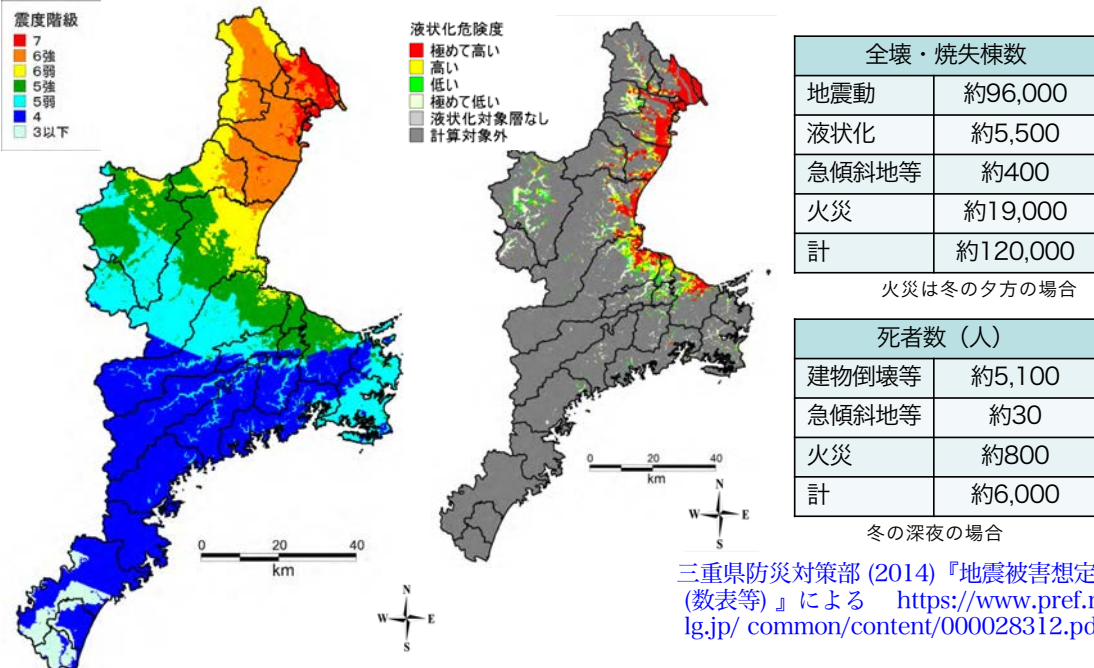 震度階級
7
6強
6弱
5強
5弱
4
3以下
0 20 40
km
N
W E
S
液状化危険度
極めて高い
高い
低い
極めて低い
液状化対象層なし
計算対象外
0 20 40
km
N
W E
S
全壊・焼失棟数
地震動 約96,000
液状化 約5,500
急傾斜地等 約400
火災 約19,000
計 約120,000
火災は冬の夕方の場合
死者数（人）
建物倒壊等 約5,100
急傾斜地等 約30
火災 約800
計 約6,000
冬の深夜の場合
三重県防災対策部 (2014)『地震被害想定
(数表等) 』による https://www.pref.m
lg.jp/ common/content/000028312.pd